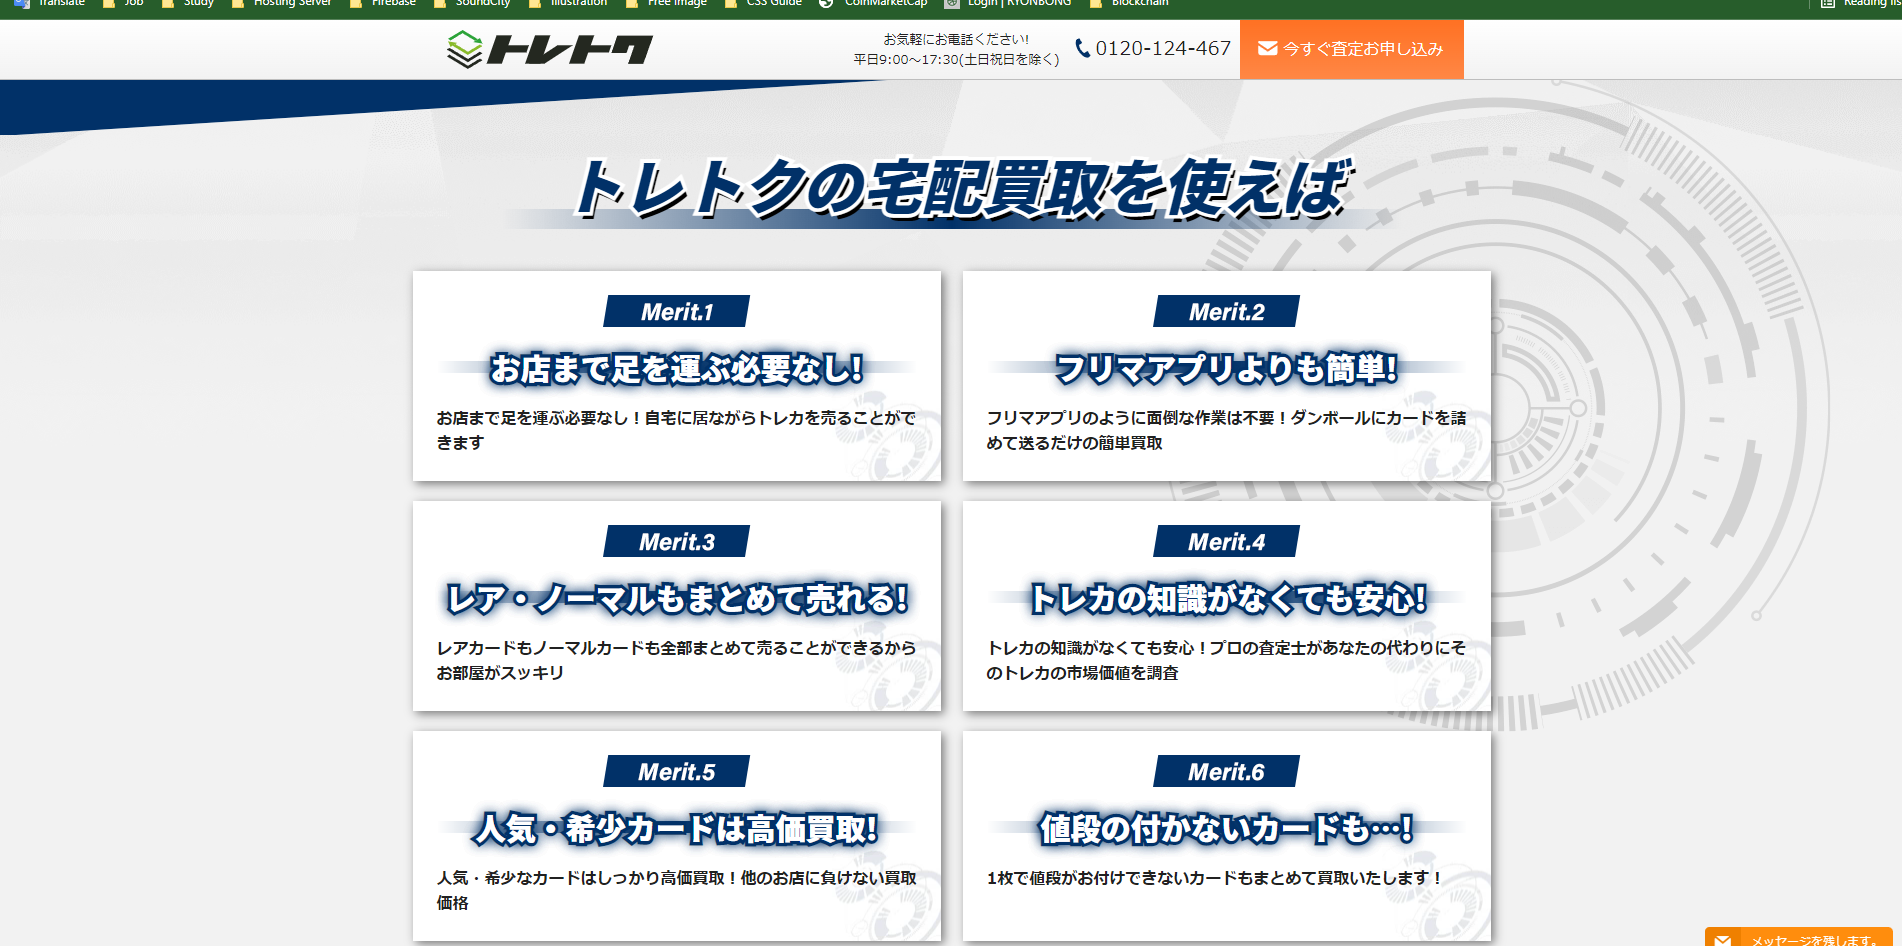 Translate Job Study Hosting Server Firebase SoundCity Illustration Free Image CSS Guide CoinMarketCap Login | RYONBONG Blockchain Reading lis
トレトク
お気軽にお電話ください!
平日9:00～17:30(土日祝日を除く)
0120-124-467
今すぐ査定お申し込み
トレトクの宅配買取を使えば
Merit.1
お店まで足を運ぶ必要なし!
お店まで足を運ぶ必要なし！自宅に居ながらトレカを売ることがで
きます
Merit.2
フリマアプリよりも簡単!
フリマアプリのように面倒な作業は不要！ダンボールにカードを詰
めて送るだけの簡単買取
Merit.3
レア・ノーマルもまとめて売れる!
レアカードもノーマルカードも全部まとめて売ることができるから
お部屋がスッキリ
Merit.4
トレカの知識がなくても安心!
トレカの知識がなくても安心！プロの査定士があなたの代わりにそ
のトレカの市場価値を調査
Merit.5
人気・希少カードは高価買取!
人気・希少なカードはしっかり高価買取！他のお店に負けない買取
価格
Merit.6
値段の付かないカードも…!
1枚で値段がお付けできないカードもまとめて買取いたします！
メッセージを残します。